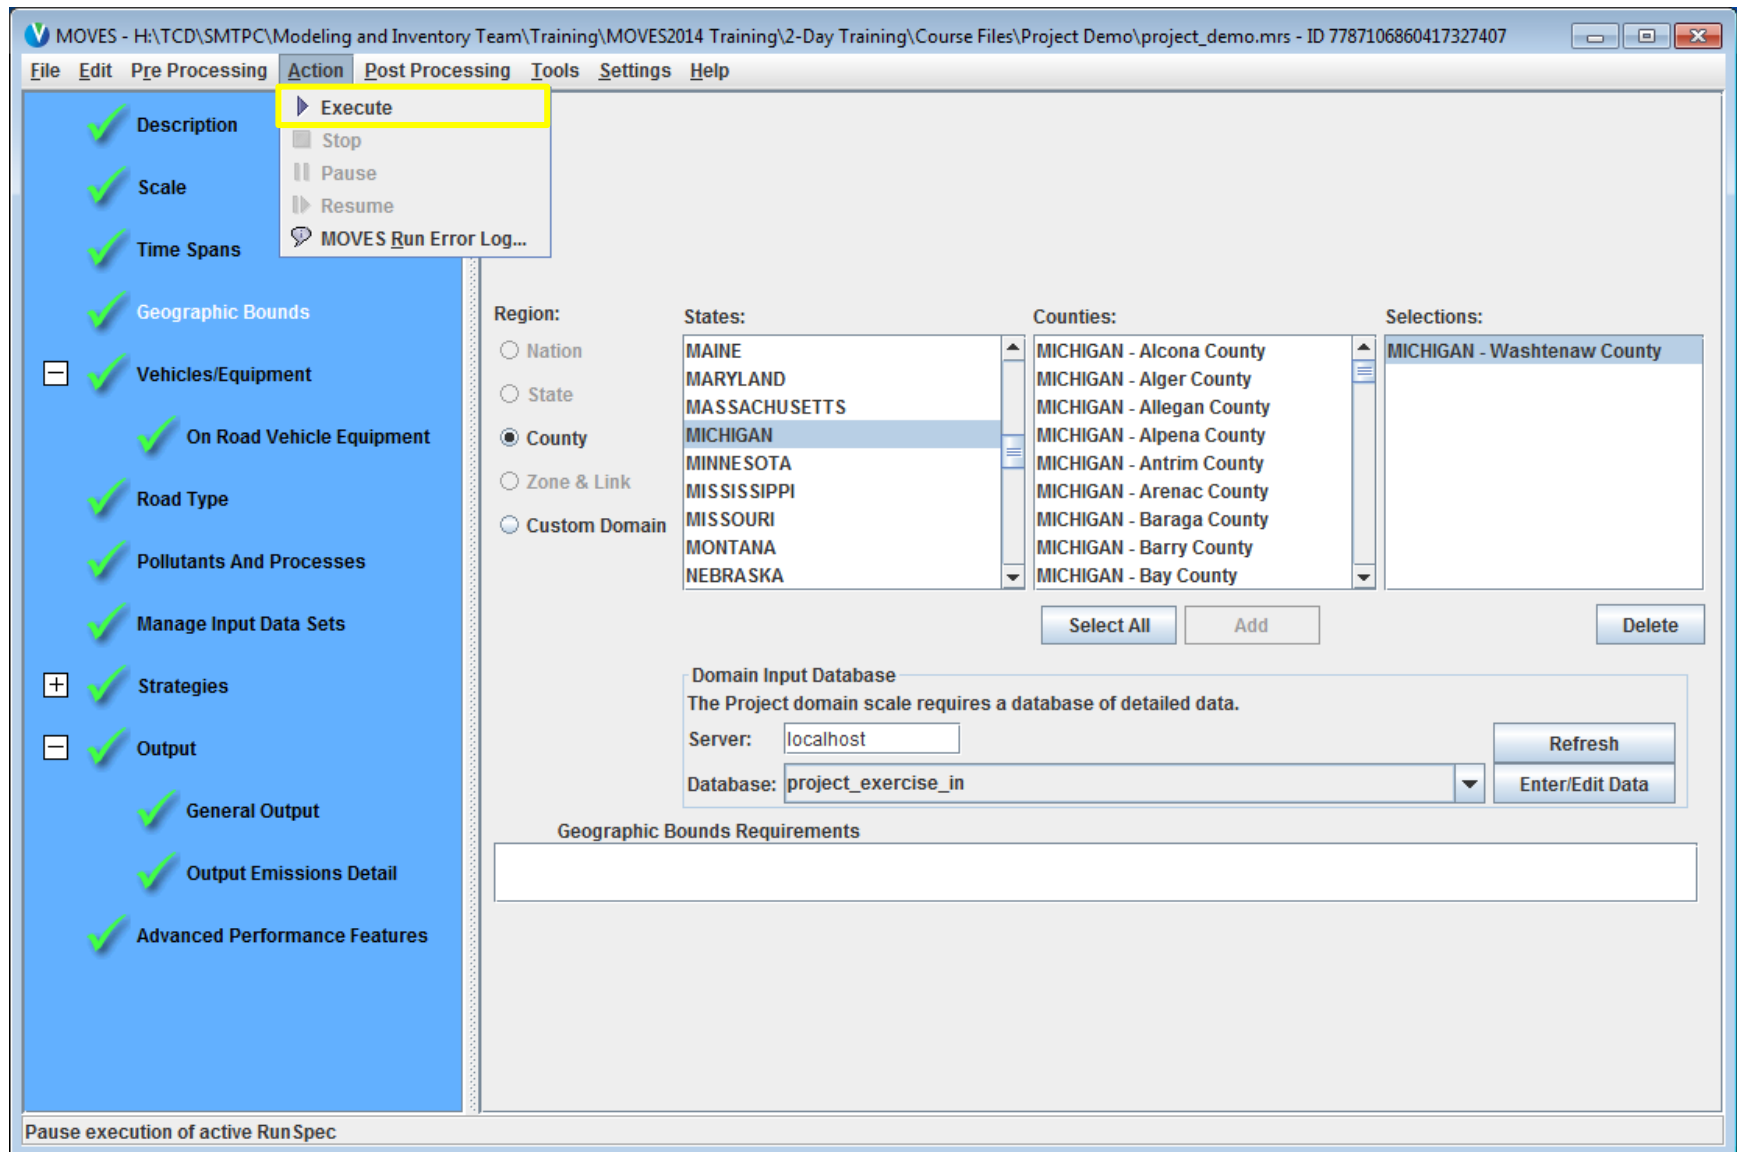 MOVES - H:\TCD\SMTPC\Modeling and Inventory Team\Training\MOVES2014 Training\2-Day Training\Course Files\Project Demo\project_demo.mrs - ID 7787106860417327407
File Edit Pre Processing Action Post Processing Tools Settings Help
Execute
Stop
Pause
Resume
MOVES Run Error Log...
Description
Scale
Time Spans
Geographic Bounds
Vehicles/Equipment
On Road Vehicle Equipment
Road Type
Pollutants And Processes
Manage Input Data Sets
Strategies
Output
General Output
Output Emissions Detail
Advanced Performance Features
Region:
Nation
State
County
Zone & Link
Custom Domain
States:
MAINE
MARYLAND
MASSACHUSETTS
MICHIGAN
MINNESOTA
MISSISSIPPI
MISSOURI
MONTANA
NEBRASKA
Counties:
MICHIGAN - Alcona County
MICHIGAN - Alger County
MICHIGAN - Allegan County
MICHIGAN - Alpena County
MICHIGAN - Antrim County
MICHIGAN - Arenac County
MICHIGAN - Baraga County
MICHIGAN - Barry County
MICHIGAN - Bay County
Selections:
MICHIGAN - Washtenaw County
Select All Add Delete
Domain Input Database
The Project domain scale requires a database of detailed data.
Server: localhost
Refresh
Database: project_exercise_in
Enter/Edit Data
Geographic Bounds Requirements
Pause execution of active RunSpec